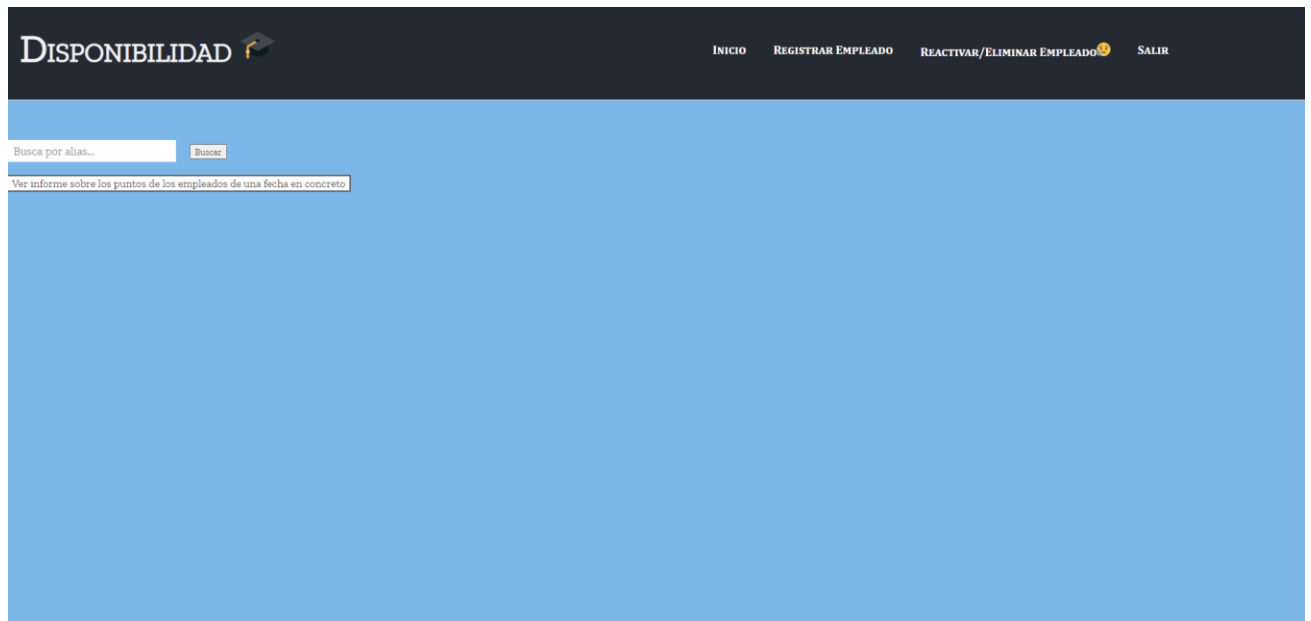 Disponibilidad 🎓
Inicio Registrar Empleado Reactivar/Eliminar Empleado😢 Salir
Busca por alias... Buscar
Ver informe sobre los puntos de los empleados de una fecha en concreto